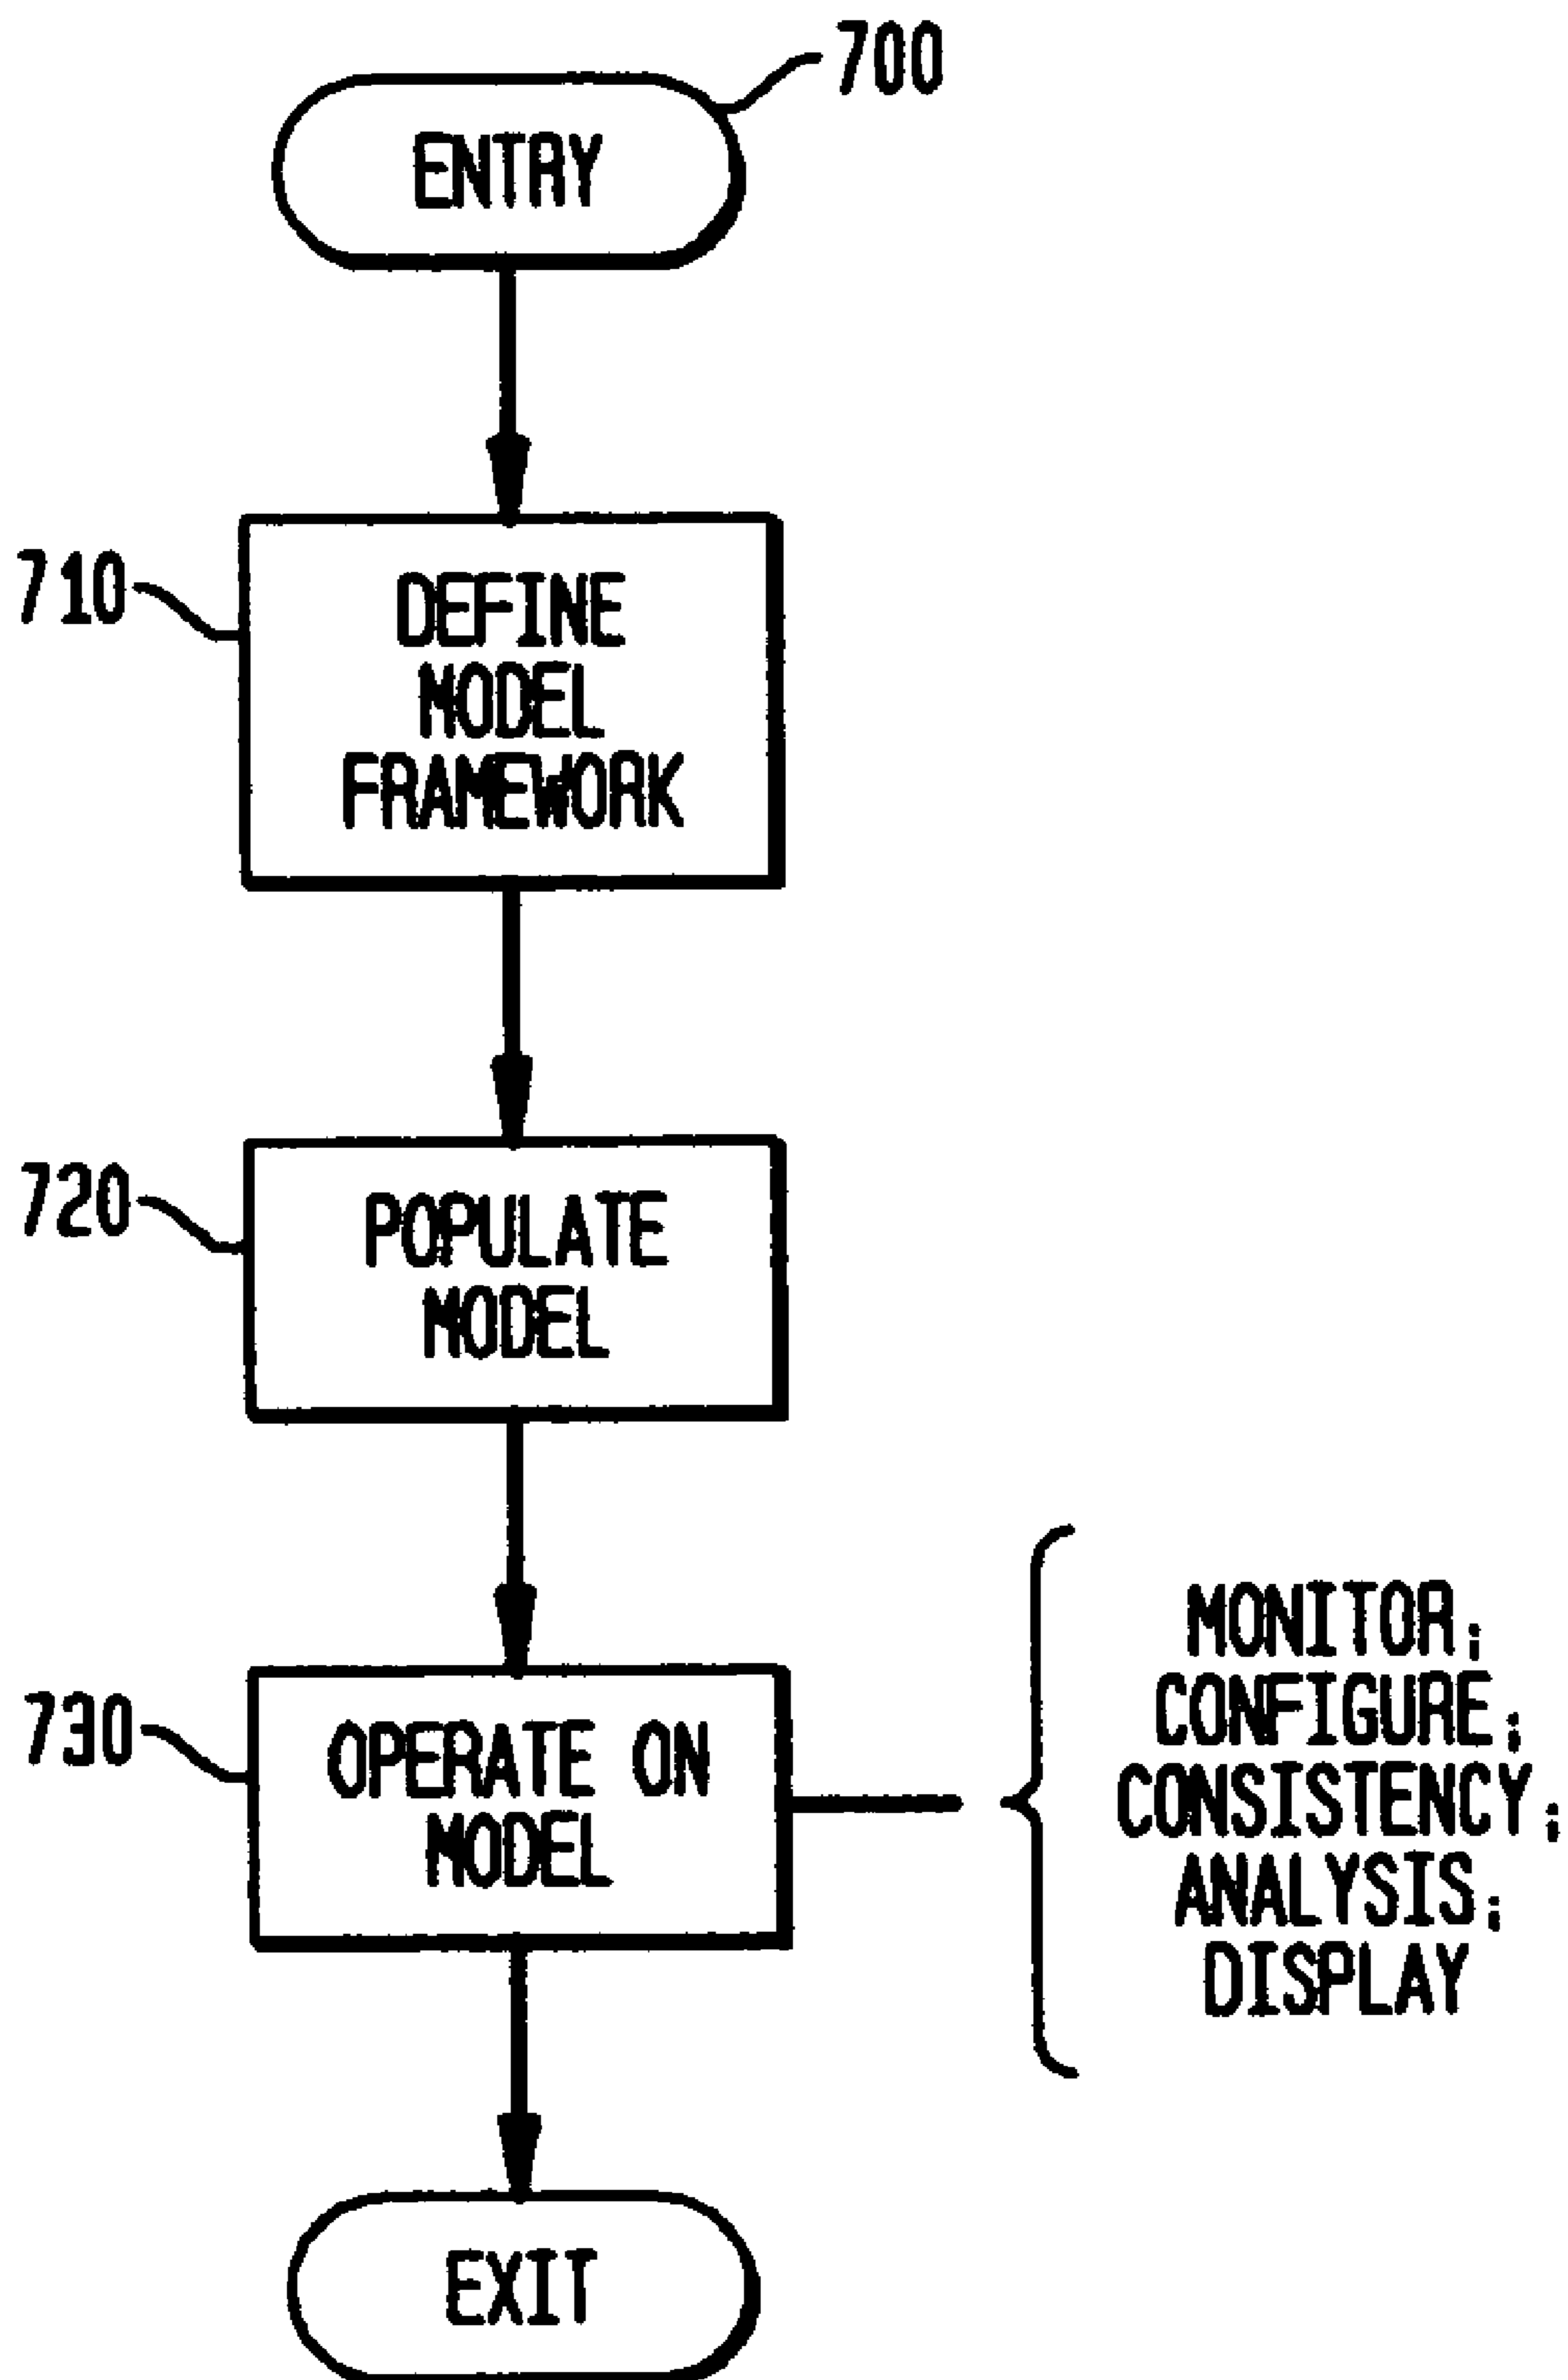 700
ENTRY
710
DEFINE
MODEL
FRAMEWORK
720
POPULATE
MODEL
730
OPERATE ON
MODEL
MONITOR;
CONFIGURE;
CONSISTENCY;
ANALYSIS;
DISPLAY
EXIT